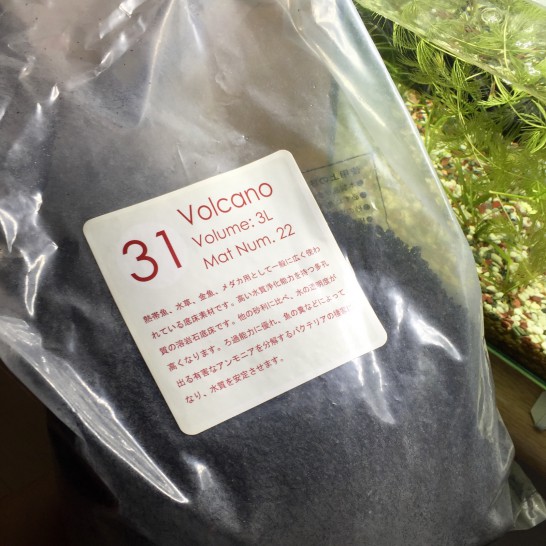 31
Volcano
Volume: 3L
Mat Num. 22
熱帯魚、水草、金魚、メダカ用として一般に広く使わ
れている底床素材です。高い水質浄化能力を持つ多孔
質の溶岩石底床です。他の砂利に比べ、水の透明度が
高くなります。ろ過能力に優れ、魚の糞などによって
出る有害なアンモニアを分解するバクテリアの棲家に
なり、水質を安定させます。